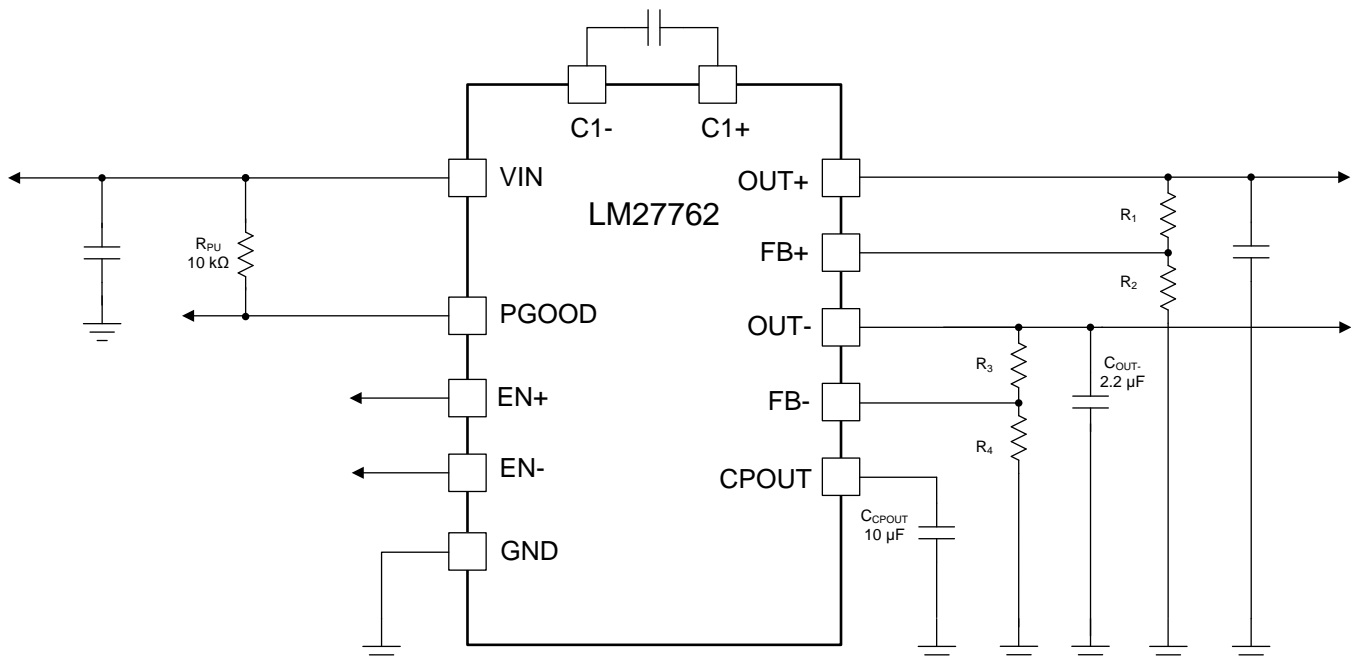 C1-
C1+
VIN
OUT+
LM27762
R1
RPU
10 kΩ
FB+
R2
PGOOD
OUT-
R3
COUT-
2.2 µF
EN+
FB-
R4
EN-
CPOUT
CCPOUT
10 µF
GND